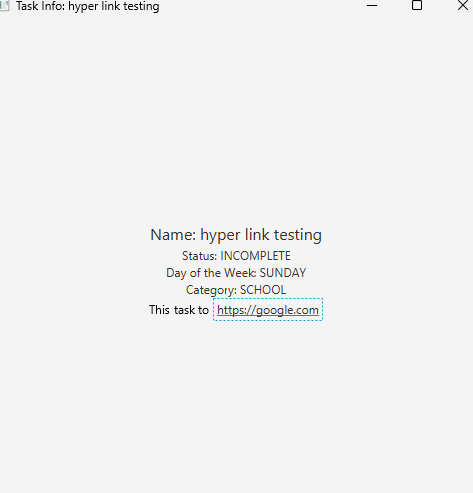 Task Info: hyper link testing
Name: hyper link testing
Status: INCOMPLETE
Day of the Week: SUNDAY
Category: SCHOOL
This task to https://google.com